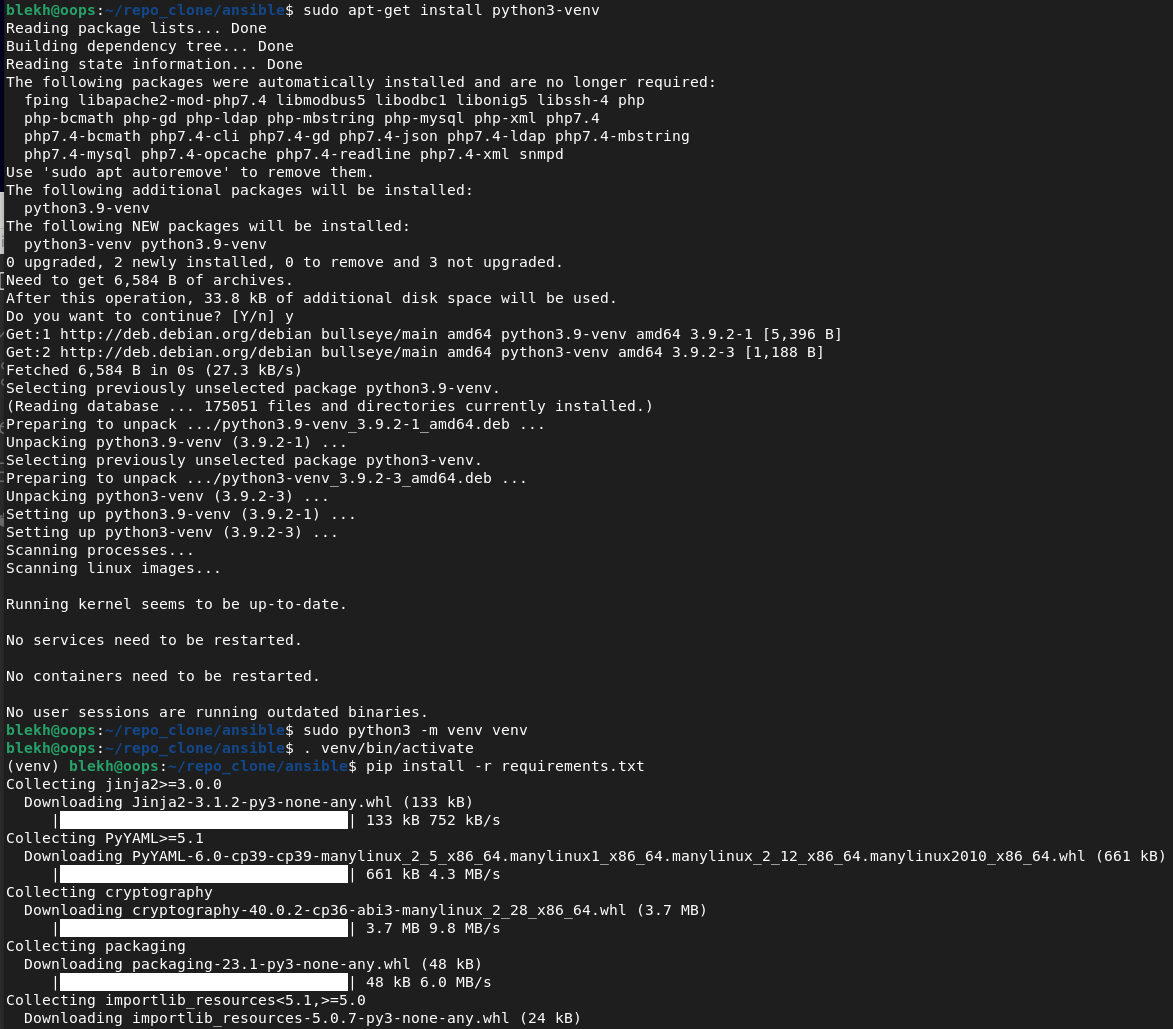 blekh@oops:~/repo_clone/ansible$ sudo apt-get install python3-venv
Reading package lists... Done
Building dependency tree... Done
Reading state information... Done
The following packages were automatically installed and are no longer required:
  fping libapache2-mod-php7.4 libmodbus5 libodbc1 libonig5 libssh-4 php
  php-bcmath php-gd php-ldap php-mbstring php-mysql php-xml php7.4
  php7.4-bcmath php7.4-cli php7.4-gd php7.4-json php7.4-ldap php7.4-mbstring
  php7.4-mysql php7.4-opcache php7.4-readline php7.4-xml snmpd
Use 'sudo apt autoremove' to remove them.
The following additional packages will be installed:
  python3.9-venv
The following NEW packages will be installed:
  python3-venv python3.9-venv
0 upgraded, 2 newly installed, 0 to remove and 3 not upgraded.
Need to get 6,584 B of archives.
After this operation, 33.8 kB of additional disk space will be used.
Do you want to continue? [Y/n] y
Get:1 http://deb.debian.org/debian bullseye/main amd64 python3.9-venv amd64 3.9.2-1 [5,396 B]
Get:2 http://deb.debian.org/debian bullseye/main amd64 python3-venv amd64 3.9.2-3 [1,188 B]
Fetched 6,584 B in 0s (27.3 kB/s)
Selecting previously unselected package python3.9-venv.
(Reading database ... 175051 files and directories currently installed.)
Preparing to unpack .../python3.9-venv_3.9.2-1_amd64.deb ...
Unpacking python3.9-venv (3.9.2-1) ...
Selecting previously unselected package python3-venv.
Preparing to unpack .../python3-venv_3.9.2-3_amd64.deb ...
Unpacking python3-venv (3.9.2-3) ...
Setting up python3.9-venv (3.9.2-1) ...
Setting up python3-venv (3.9.2-3) ...
Scanning processes...
Scanning linux images...
Running kernel seems to be up-to-date.
No services need to be restarted.
No containers need to be restarted.
No user sessions are running outdated binaries.
blekh@oops:~/repo_clone/ansible$ sudo python3 -m venv venv
blekh@oops:~/repo_clone/ansible$ . venv/bin/activate
(venv) blekh@oops:~/repo_clone/ansible$ pip install -r requirements.txt
Collecting jinja2>=3.0.0
  Downloading Jinja2-3.1.2-py3-none-any.whl (133 kB)
     |████████████████████████████████| 133 kB 752 kB/s
Collecting PyYAML>=5.1
  Downloading PyYAML-6.0-cp39-cp39-manylinux_2_5_x86_64.manylinux1_x86_64.manylinux_2_12_x86_64.manylinux2010_x86_64.whl (661 kB)
     |████████████████████████████████| 661 kB 4.3 MB/s
Collecting cryptography
  Downloading cryptography-40.0.2-cp36-abi3-manylinux_2_28_x86_64.whl (3.7 MB)
     |████████████████████████████████| 3.7 MB 9.8 MB/s
Collecting packaging
  Downloading packaging-23.1-py3-none-any.whl (48 kB)
     |████████████████████████████████| 48 kB 6.0 MB/s
Collecting importlib_resources<5.1,>=5.0
  Downloading importlib_resources-5.0.7-py3-none-any.whl (24 kB)